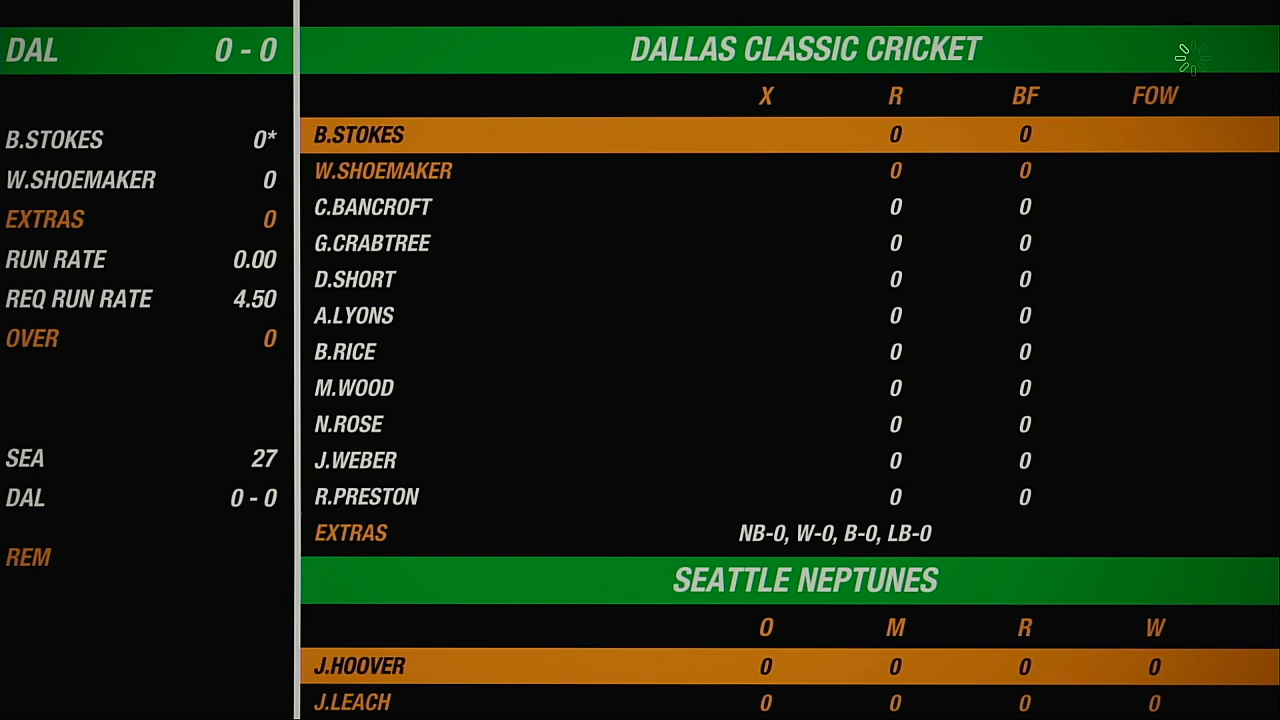 DAL 0 - 0
B.STOKES 0*
W.SHOEMAKER 0
EXTRAS 0
RUN RATE 0.00
REQ RUN RATE 4.50
OVER 0
SEA 27
DAL 0 - 0
REM
DALLAS CLASSIC CRICKET
X R BF FOW
B.STOKES 0 0
W.SHOEMAKER 0 0
C.BANCROFT 0 0
G.CRABTREE 0 0
D.SHORT 0 0
A.LYONS 0 0
B.RICE 0 0
M.WOOD 0 0
N.ROSE 0 0
J.WEBER 0 0
R.PRESTON 0 0
EXTRAS NB-0, W-0, B-0, LB-0
SEATTLE NEPTUNES
O M R W
J.HOOVER 0 0 0 0
J.LEACH 0 0 0 0